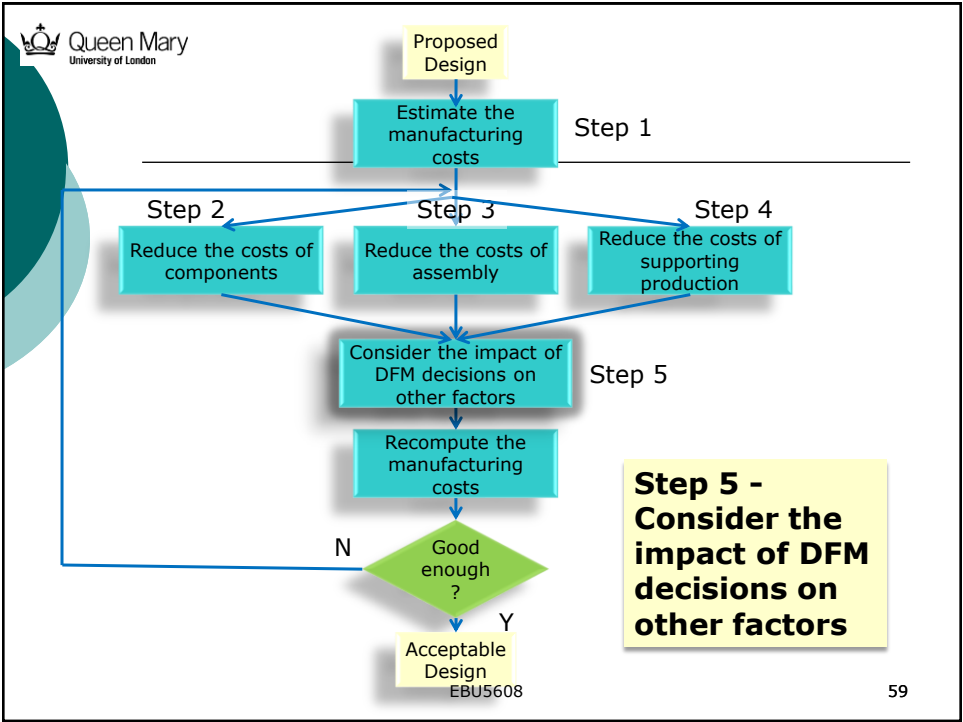 Queen Mary
University of London
Proposed
Design
Estimate the
manufacturing
costs
Step 1
Step 2
Step 3
Step 4
Reduce the costs of
components
Reduce the costs of
assembly
Reduce the costs of
supporting
production
Consider the impact of
DFM decisions on
other factors
Step 5
Recompute the
manufacturing
costs
Step 5 -
Consider the
impact of DFM
decisions on
other factors
N
Good
enough
?
Y
Acceptable
Design
EBU5608
59